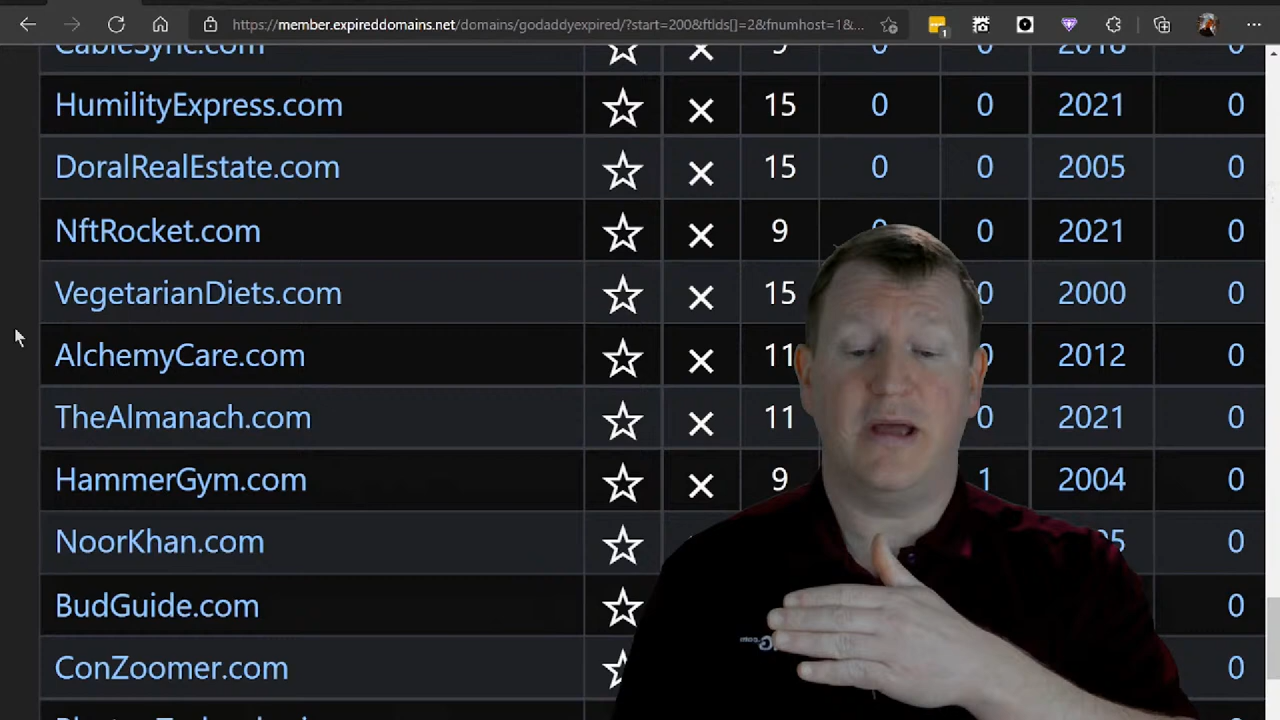 https://member.expireddomains.net/domains/godaddyexpired/?start=200&ftlds[]=2&fnumhost=1&...
1
CableSync.com 9 0 0 2018 0
HumilityExpress.com 15 0 0 2021 0
DoralRealEstate.com 15 0 0 2005 0
NftRocket.com 9 0 0 2021 0
VegetarianDiets.com 15 0 2000 0
AlchemyCare.com 11 0 2012 0
TheAlmanach.com 11 0 2021 0
HammerGym.com 9 1 2004 0
NoorKhan.com 5 0
BudGuide.com 0
ConZoomer.com 0